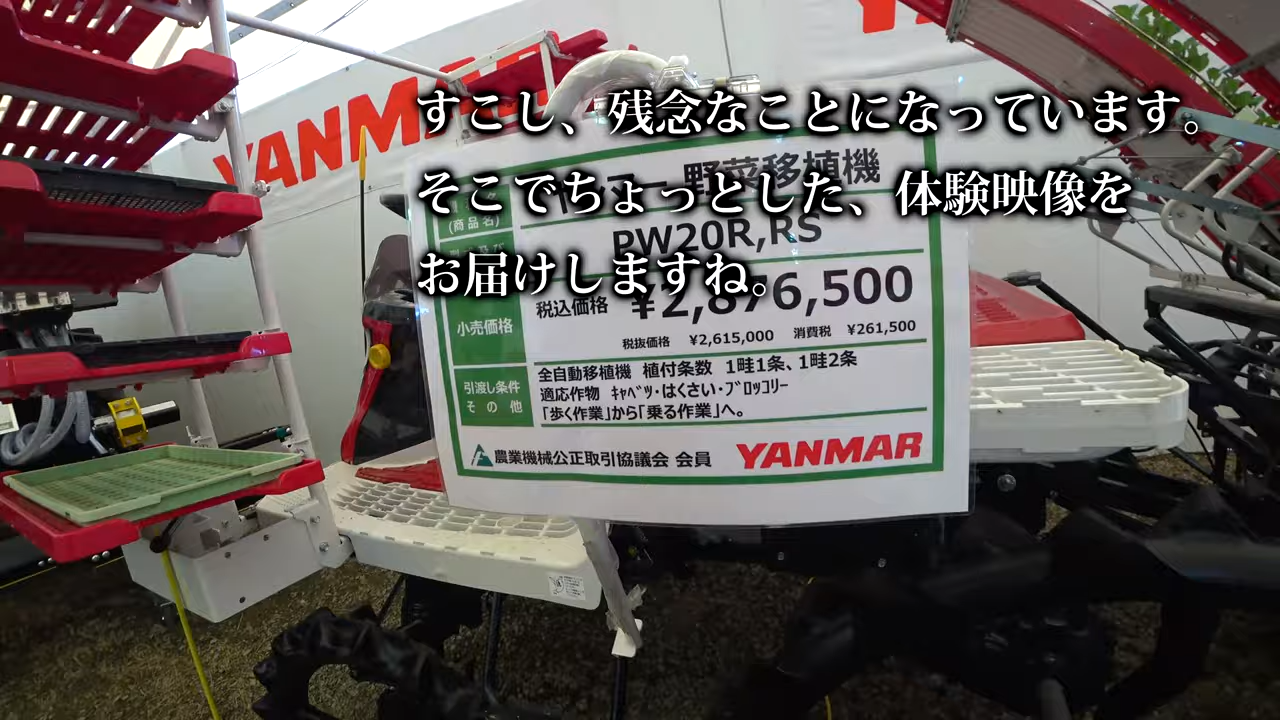 YANMAR
すこし、残念なことになっています。
そこでちょっとした、体験映像を
お届けしますね。
(商品名)
野菜移植機
PW20R,RS
小売価格
税込価格 ¥2,876,500
税抜価格 ¥2,615,000 消費税 ¥261,500
引渡し条件
その他
全自動移植機 植付条数 1畦1条、1畦2条
適応作物 ｷｬﾍﾞﾂ・はくさい・ﾌﾞﾛｯｺﾘｰ
「歩く作業」から「乗る作業」へ。
農業機械公正取引協議会 会員 YANMAR